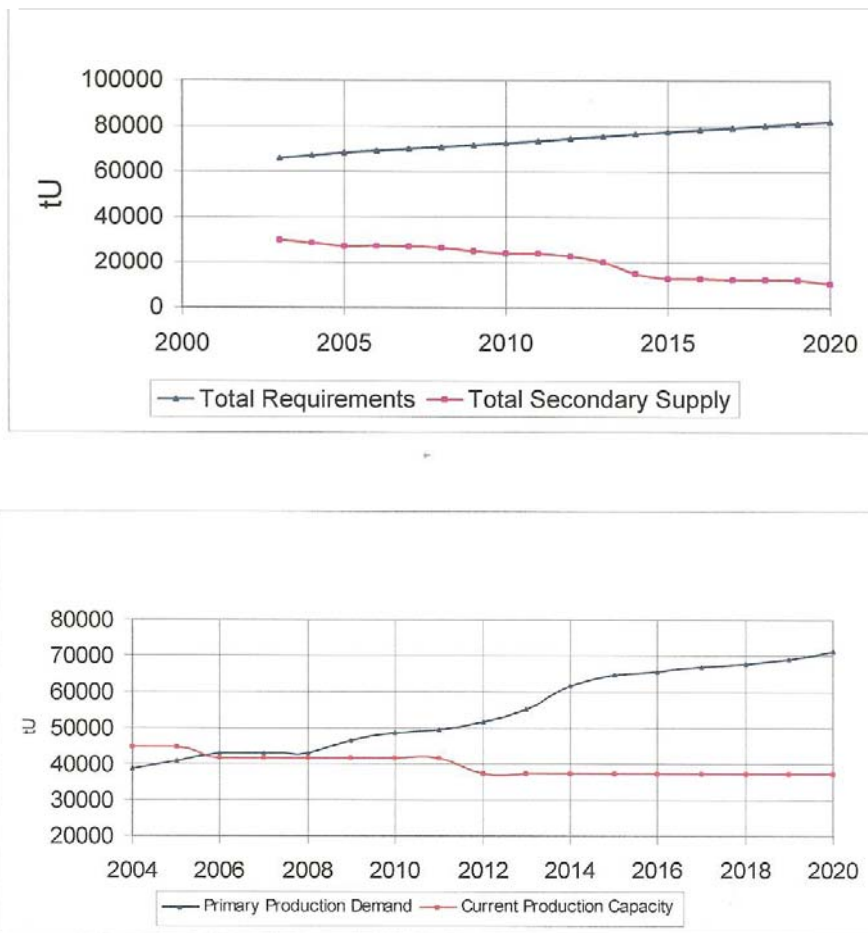 100000
80000
60000
40000
20000
0
tU
2000 2005 2010 2015 2020
Total Requirements Total Secondary Supply
80000
70000
60000
50000
40000
30000
20000
tU
2004 2006 2008 2010 2012 2014 2016 2018 2020
Primary Production Demand Current Production Capacity